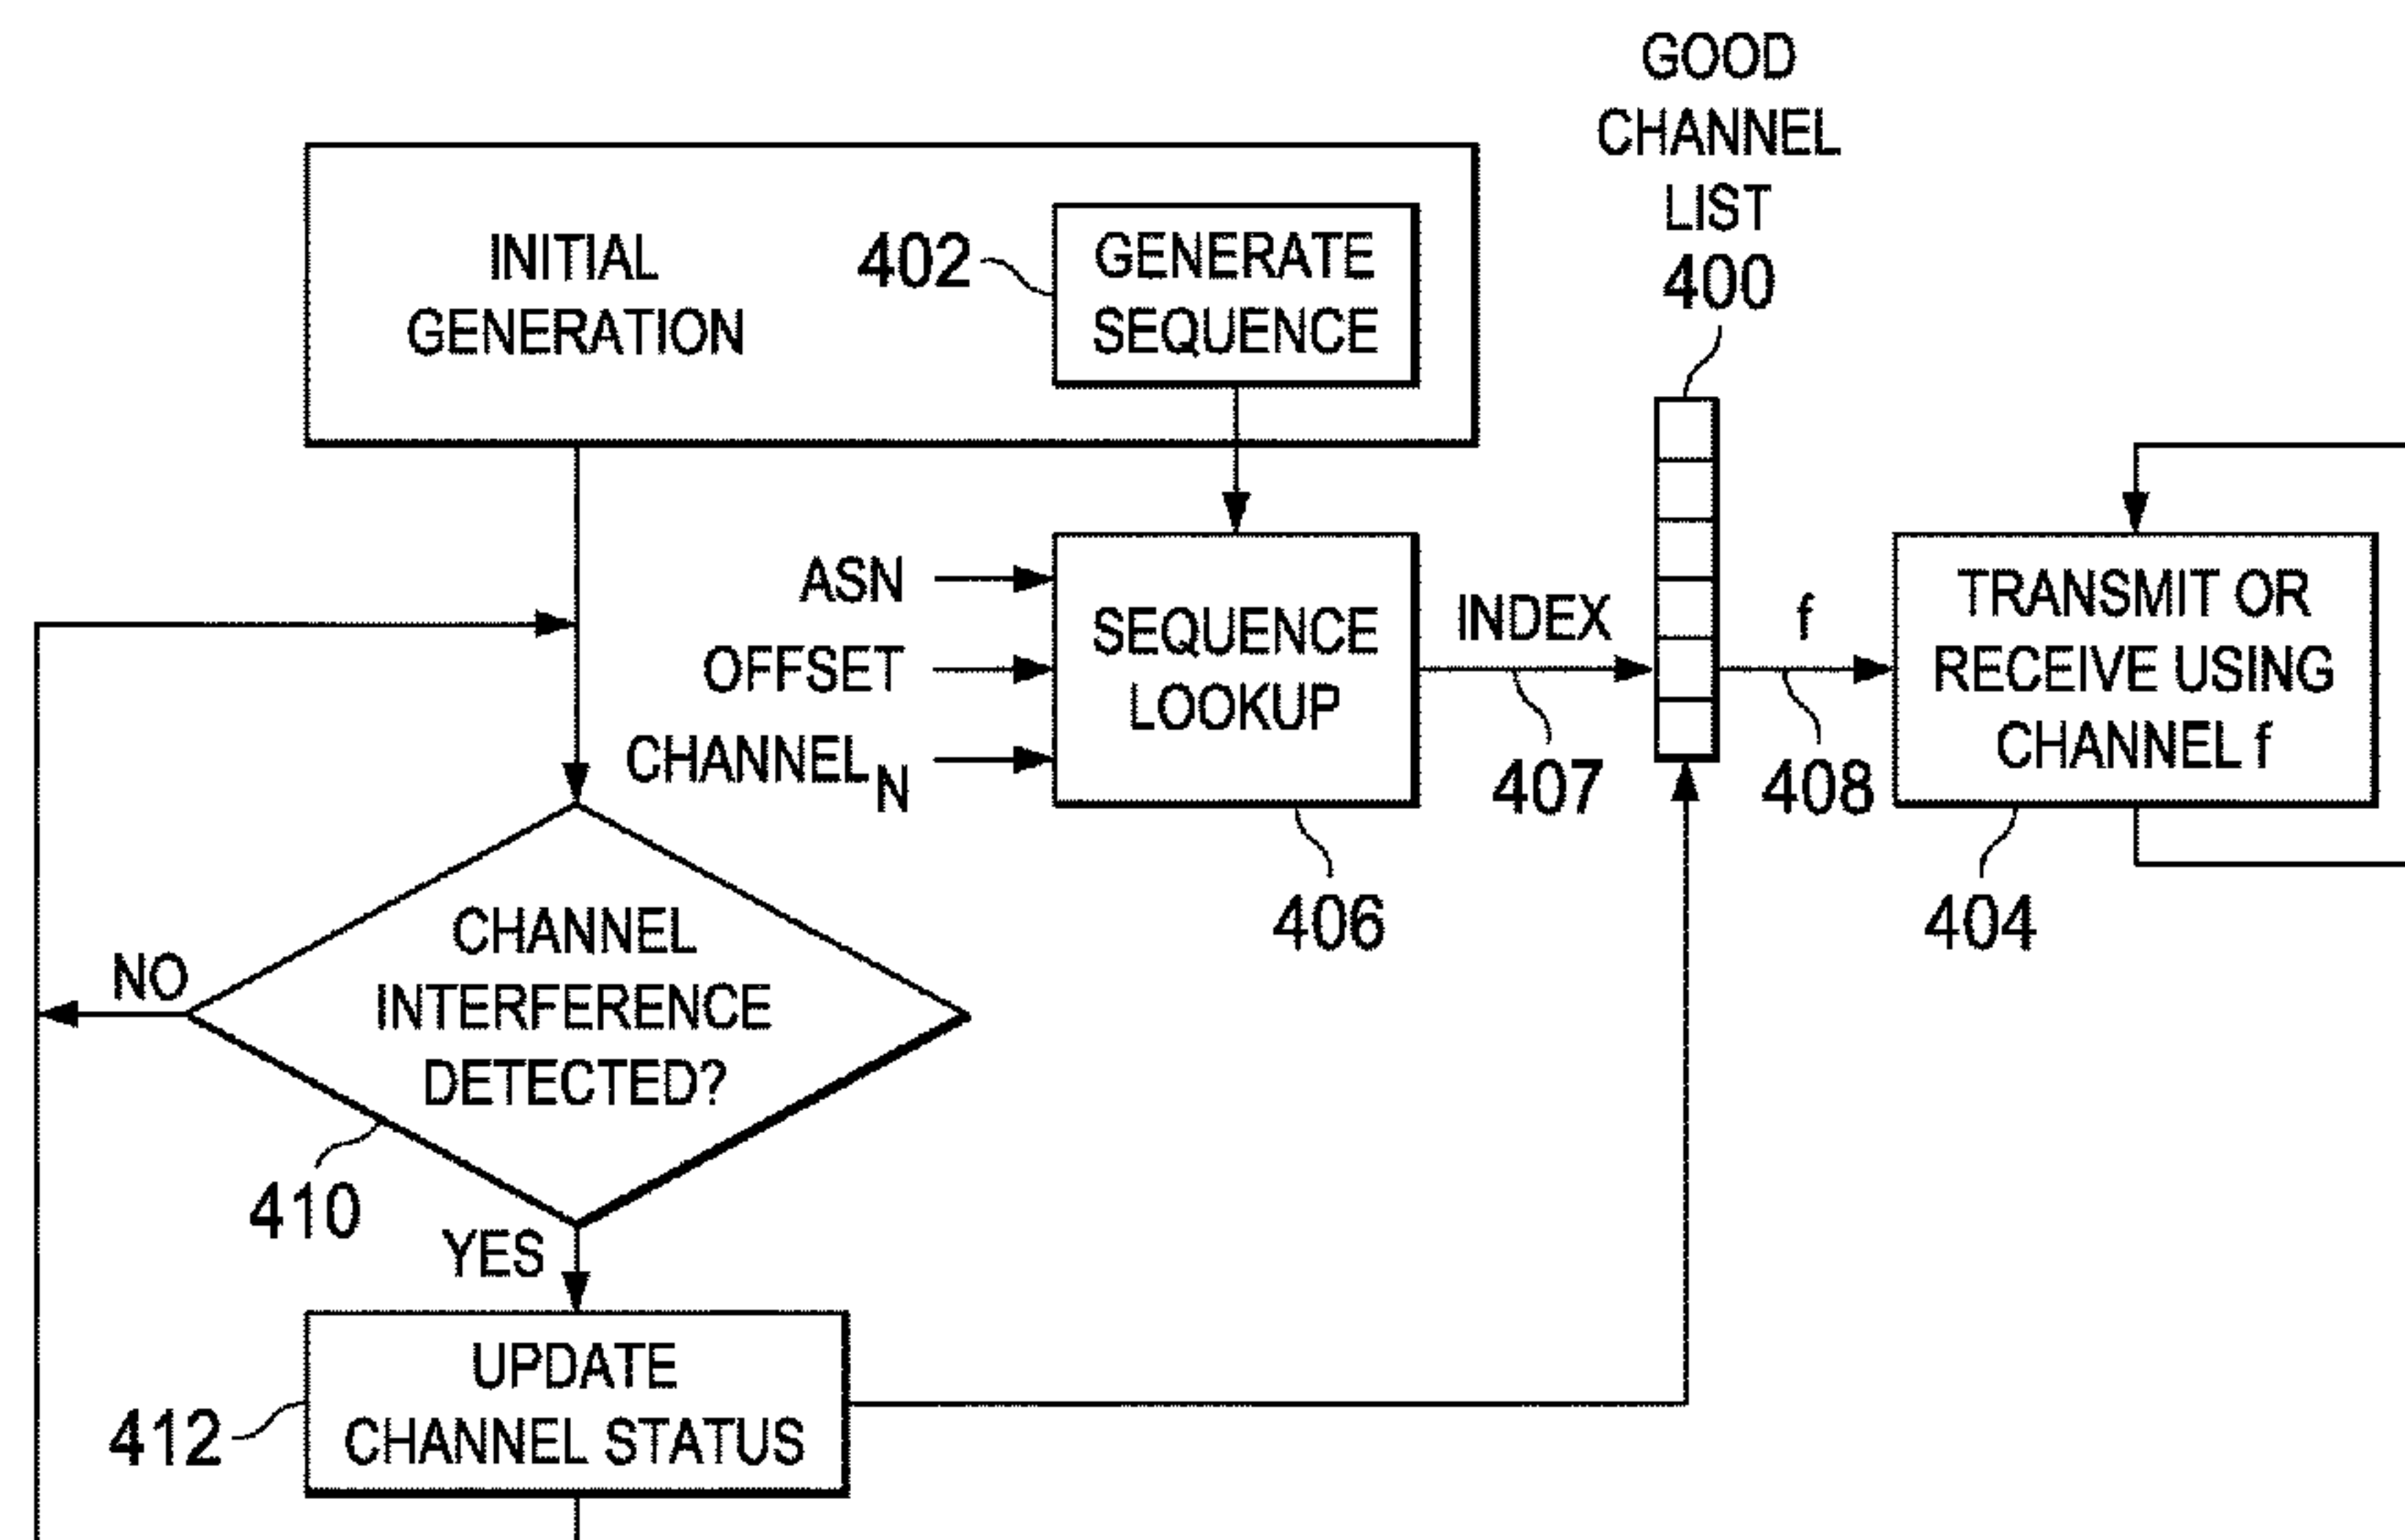 GOOD
CHANNEL
LIST
400
INITIAL
GENERATION
402
GENERATE
SEQUENCE
ASN
OFFSET
CHANNEL N
SEQUENCE
LOOKUP
406
INDEX
407
f
408
TRANSMIT OR
RECEIVE USING
CHANNEL f
404
CHANNEL
INTERFERENCE
DETECTED?
NO
410
YES
UPDATE
CHANNEL STATUS
412